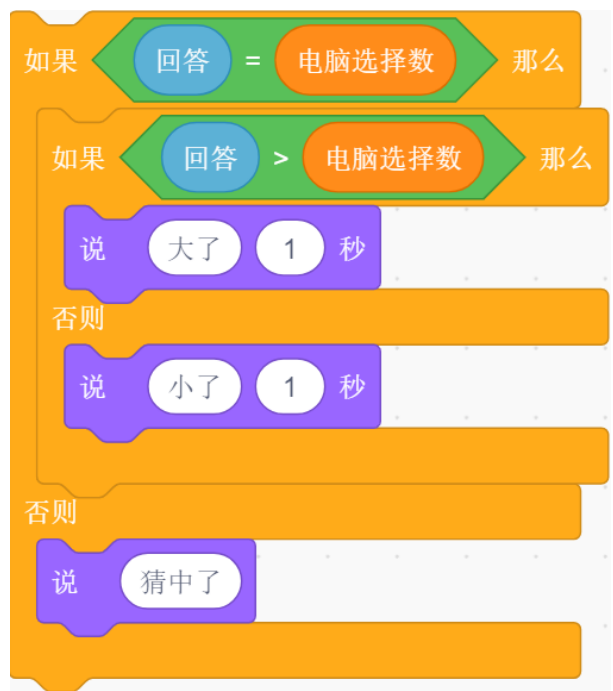 如果 回答 = 电脑选择数 那么
如果 回答 > 电脑选择数 那么
说 大了 1 秒
否则
说 小了 1 秒
否则
说 猜中了